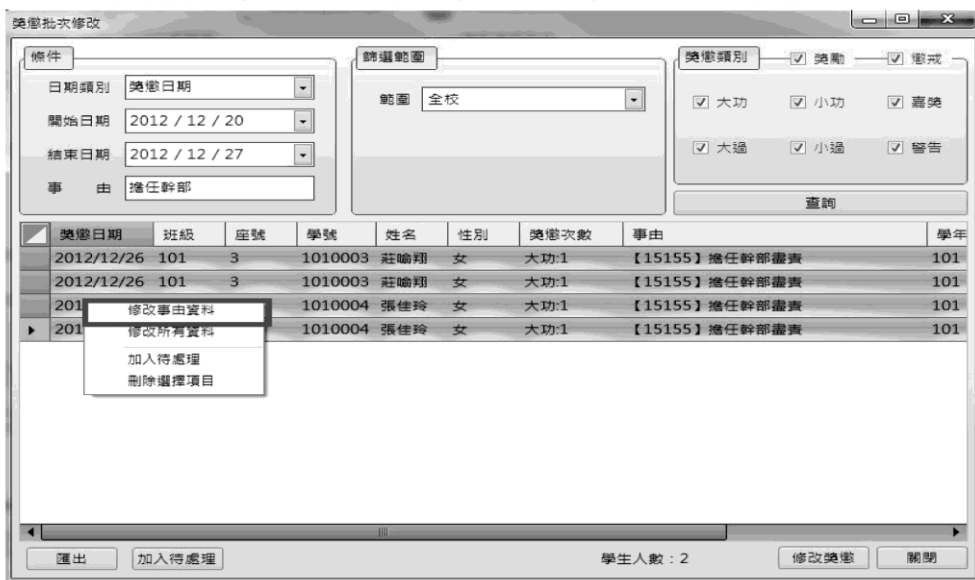 獎懲批次修改
條件
日期類別 獎懲日期
開始日期 2012 / 12 / 20
結束日期 2012 / 12 / 27
事 由 擔任幹部
篩選範圍
範圍 全校
獎懲類別 獎勵 懲戒
大功 小功 嘉獎
大過 小過 警告
查詢
獎懲日期 班級 座號 學號 姓名 性別 獎懲次數 事由 學年
2012/12/26 101 3 1010003 莊喻翔 女 大功:1 【15155】擔任幹部盡責 101
2012/12/26 101 3 1010003 莊喻翔 女 大功:1 【15155】擔任幹部盡責 101
201 1010004 張佳玲 女 大功:1 【15155】擔任幹部盡責 101
201 1010004 張佳玲 女 大功:1 【15155】擔任幹部盡責 101
修改事由資料
修改所有資料
加入待處理
刪除選擇項目
匯出 加入待處理 學生人數：2 修改獎懲 關閉